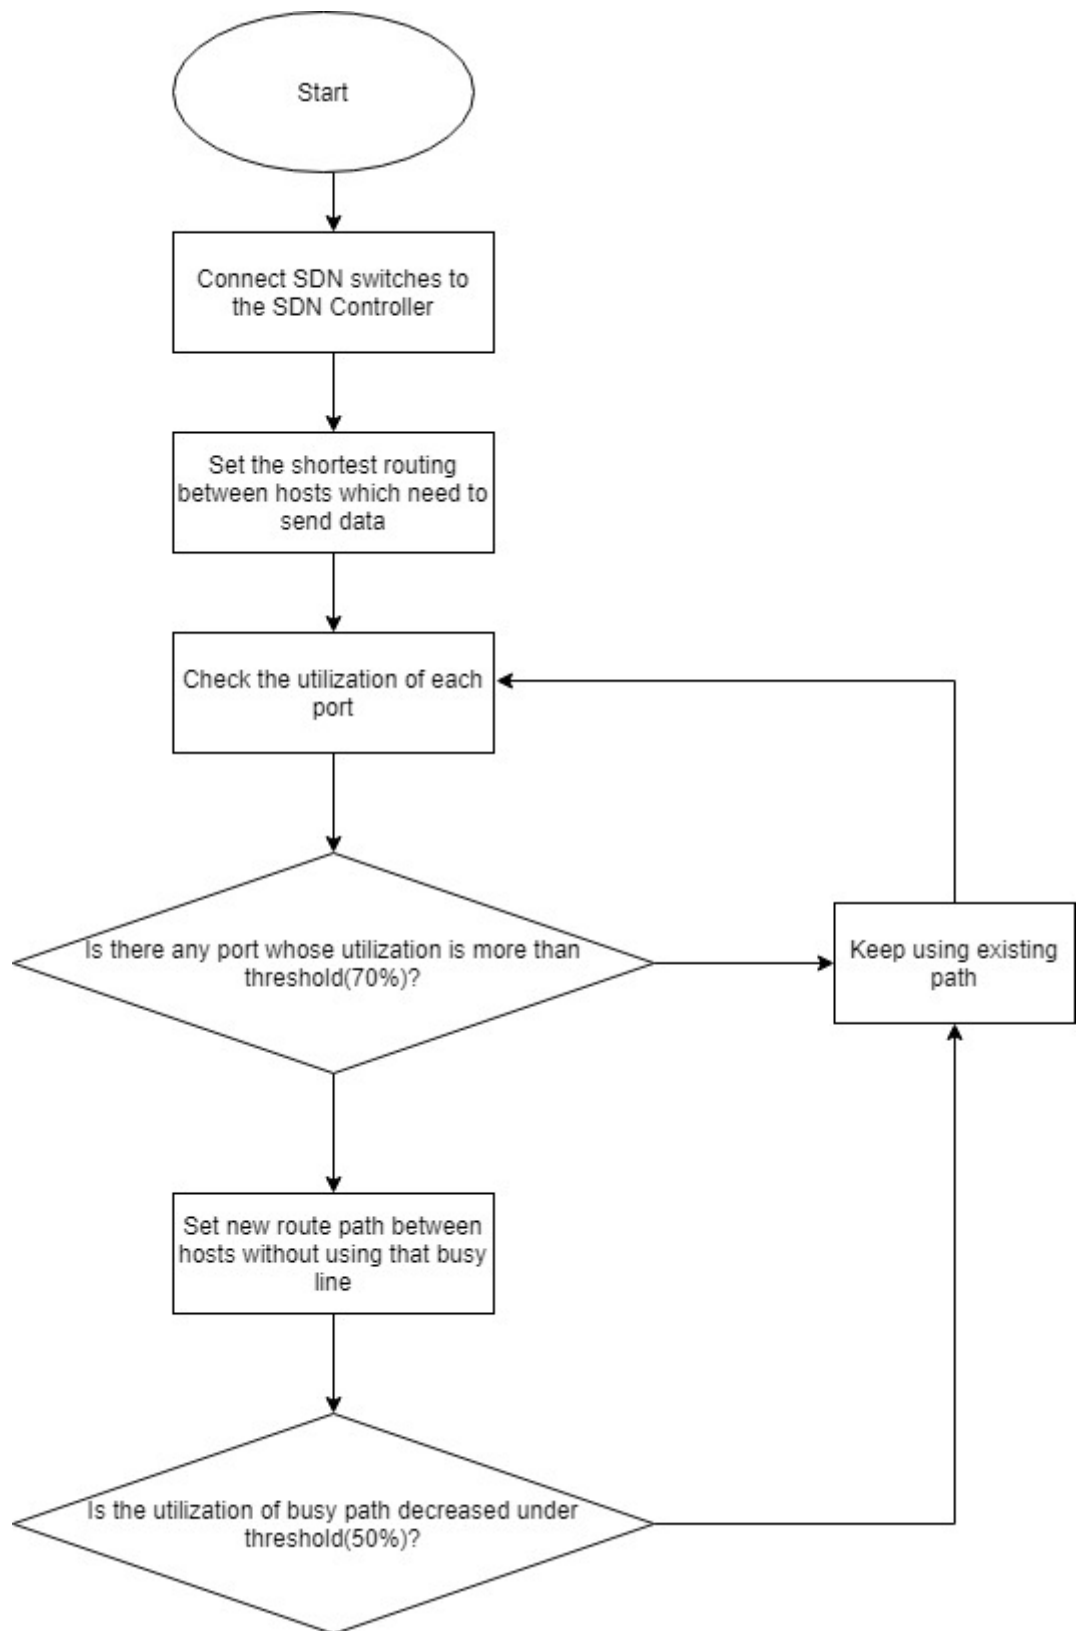 Start
Connect SDN switches to
the SDN Controller
Set the shortest routing
between hosts which need to
send data
Check the utilization of each
port
Is there any port whose utilization is more than
threshold(70%)?
Keep using existing
path
Set new route path between
hosts without using that busy
line
Is the utilization of busy path decreased under
threshold(50%)?